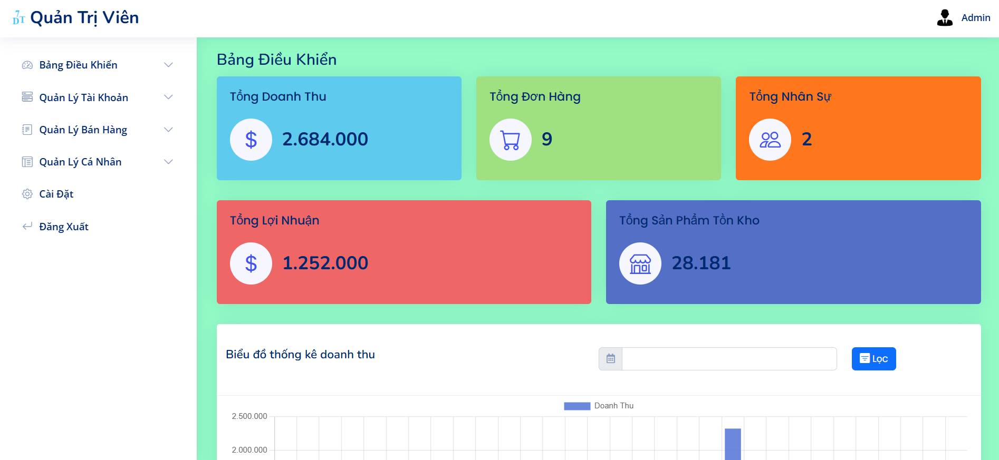 7
DT Quản Trị Viên
Admin
Bảng Điều Khiển
Quản Lý Tài Khoản
Quản Lý Bán Hàng
Quản Lý Cá Nhân
Cài Đặt
Đăng Xuất
Bảng Điều Khiển
Tổng Doanh Thu
$ 2.684.000
Tổng Đơn Hàng
9
Tổng Nhân Sự
2
Tổng Lợi Nhuận
$ 1.252.000
Tổng Sản Phẩm Tồn Kho
28.181
Biểu đồ thống kê doanh thu
Lọc
Doanh Thu
2.500.000
2.000.000